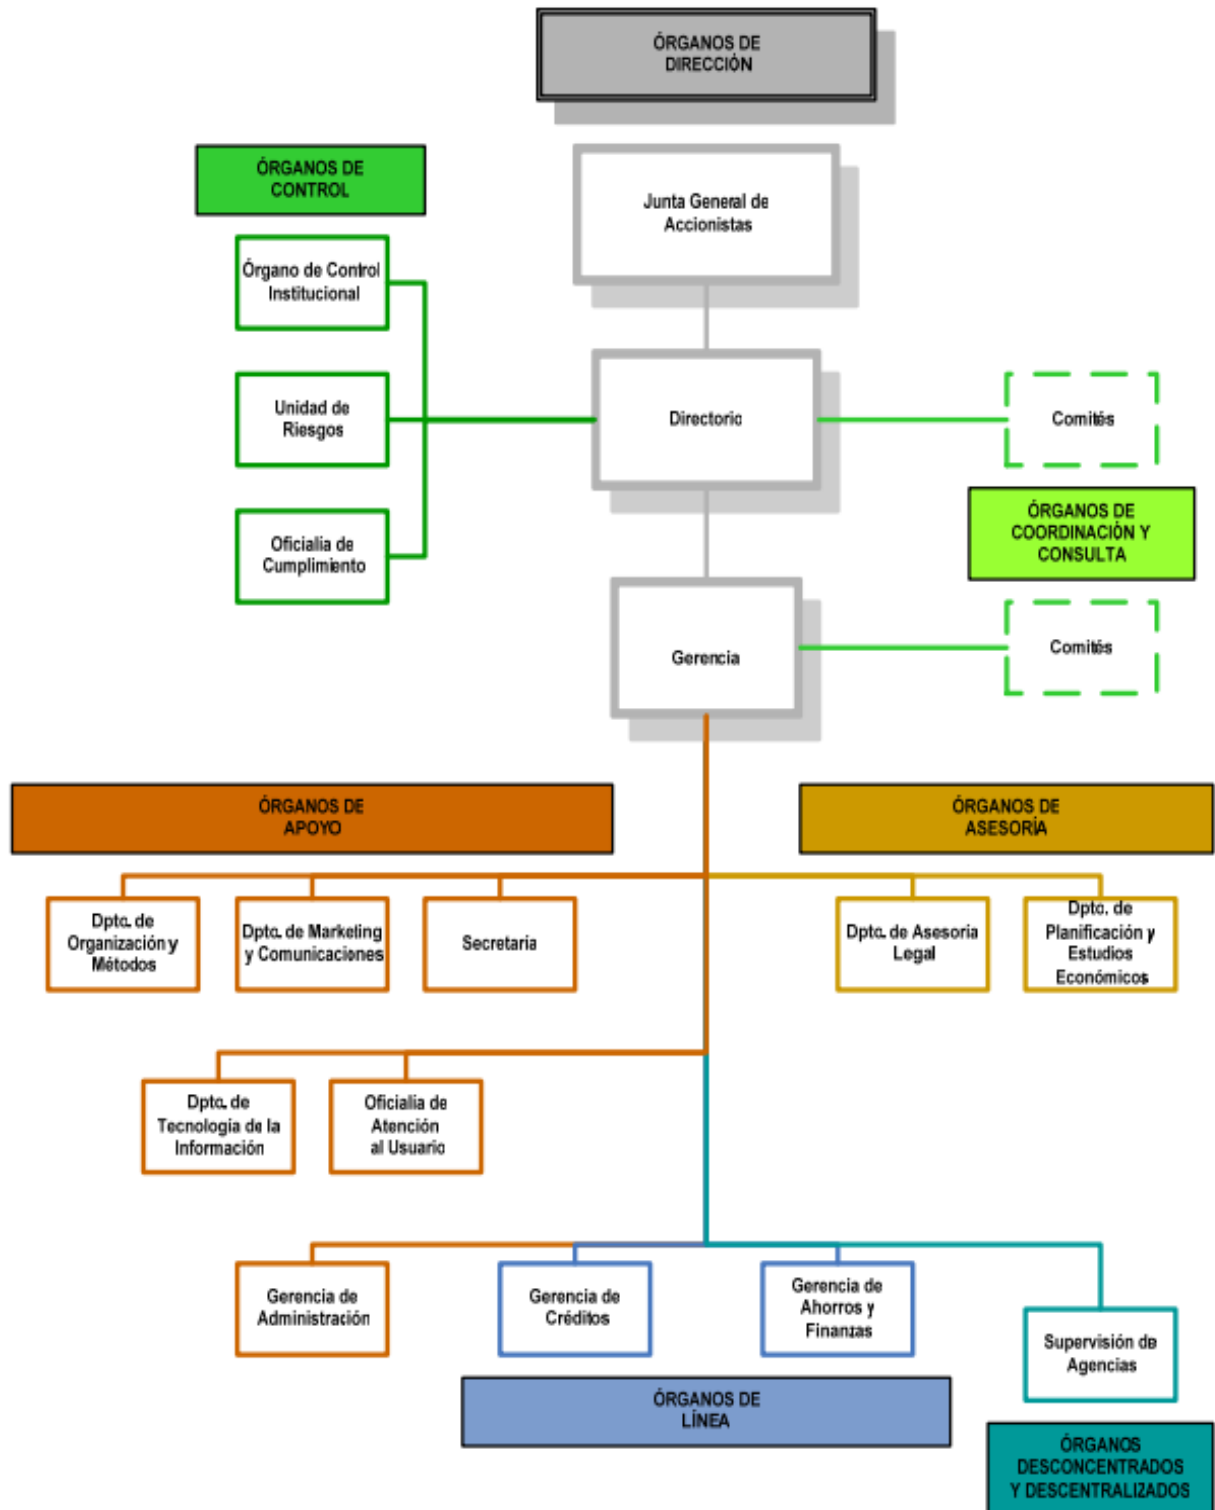 ÓRGANOS DE
DIRECCIÓN
ÓRGANOS DE
CONTROL
Junta General de
Accionistas
Órgano de Control
Institucional
Unidad de
Riesgos
Directorio
Comités
ÓRGANOS DE
COORDINACIÓN Y
CONSULTA
Oficialia de
Cumplimiento
Gerencia
Comités
ÓRGANOS DE
APOYO
ÓRGANOS DE
ASESORÍA
Dpto. de
Organización y
Métodos
Dpto. de Marketing
y Comunicaciones
Secretaría
Dpto. de Asesoria
Legal
Dpto. de
Planificación y
Estudios
Económicos
Dpto. de
Tecnología de la
Información
Oficialia de
Atención
al Usuario
Gerencia de
Administración
Gerencia de
Créditos
Gerencia de
Ahorros y
Finanzas
Supervisión de
Agencias
ÓRGANOS DE
LÍNEA
ÓRGANOS
DESCONCENTRADOS
Y DESCENTRALIZADOS